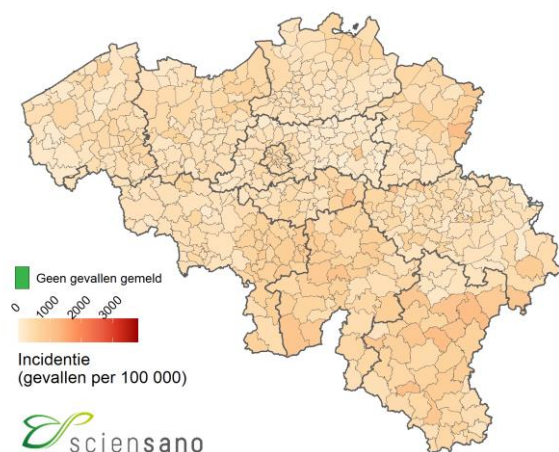 Geen gevallen gemeld
0 1000 2000 3000
Incidentie
(gevallen per 100 000)
sciensano